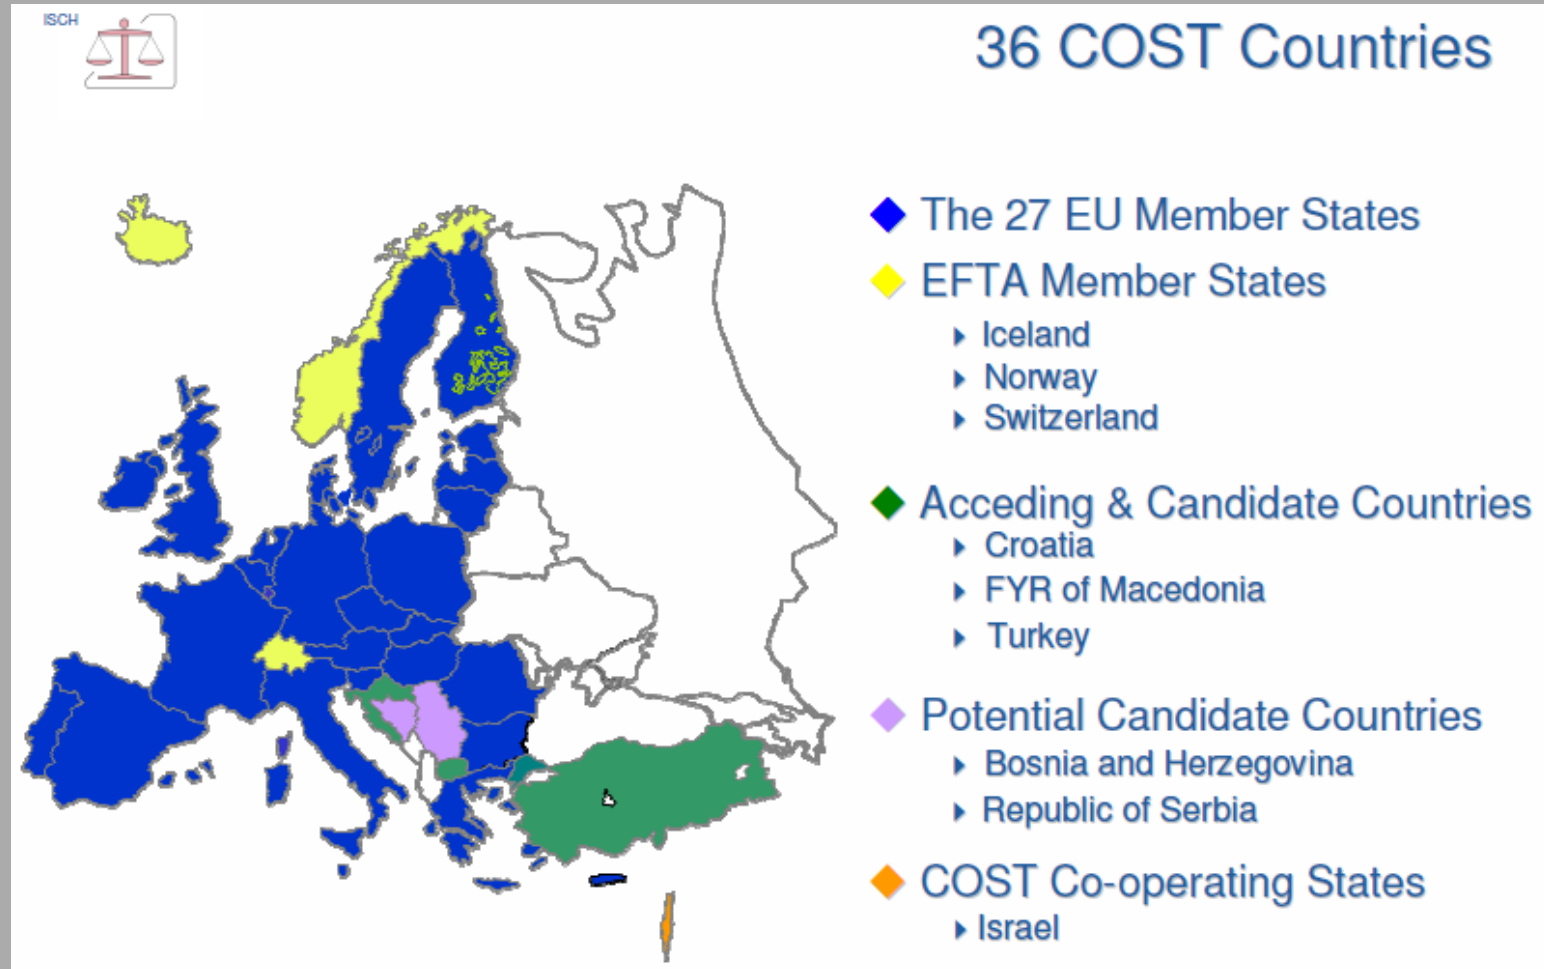 ISCH
36 COST Countries
The 27 EU Member States
EFTA Member States
Iceland
Norway
Switzerland
Acceding & Candidate Countries
Croatia
FYR of Macedonia
Turkey
Potential Candidate Countries
Bosnia and Herzegovina
Republic of Serbia
COST Co-operating States
Israel